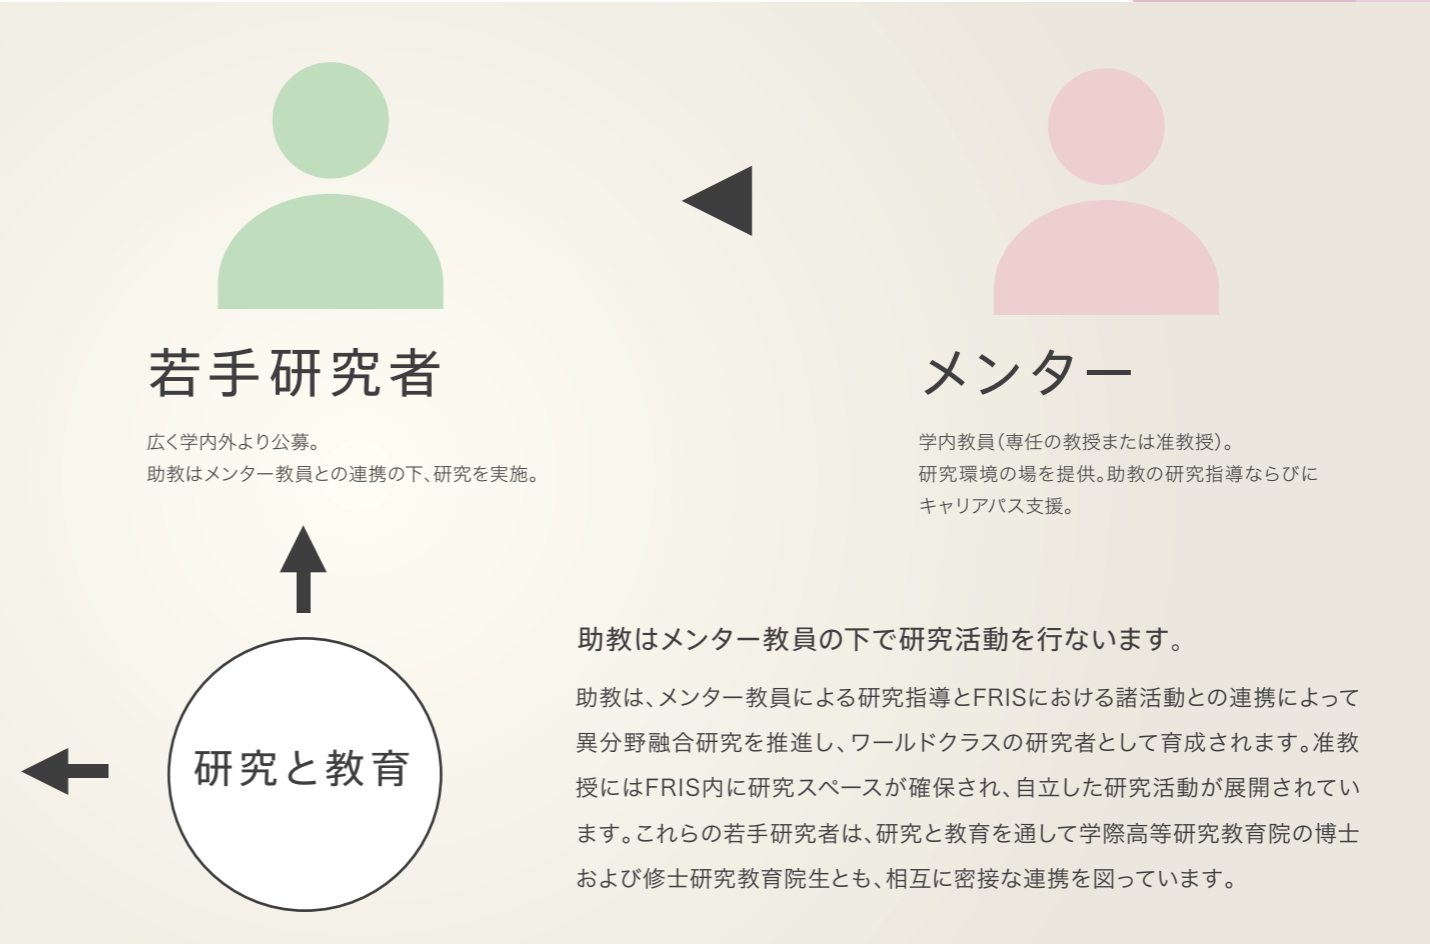 若手研究者
広く学内外より公募。
助教はメンター教員との連携の下、研究を実施。
メンター
学内教員（専任の教授または准教授）。
研究環境の場を提供。助教の研究指導ならびに
キャリアパス支援。
研究と教育
助教はメンター教員の下で研究活動を行ないます。
助教は、メンター教員による研究指導とFRISにおける諸活動との連携によって
異分野融合研究を推進し、ワールドクラスの研究者として育成されます。准教
授にはFRIS内に研究スペースが確保され、自立した研究活動が展開されてい
ます。これらの若手研究者は、研究と教育を通して学際高等研究教育院の博士
および修士研究教育院生とも、相互に密接な連携を図っています。